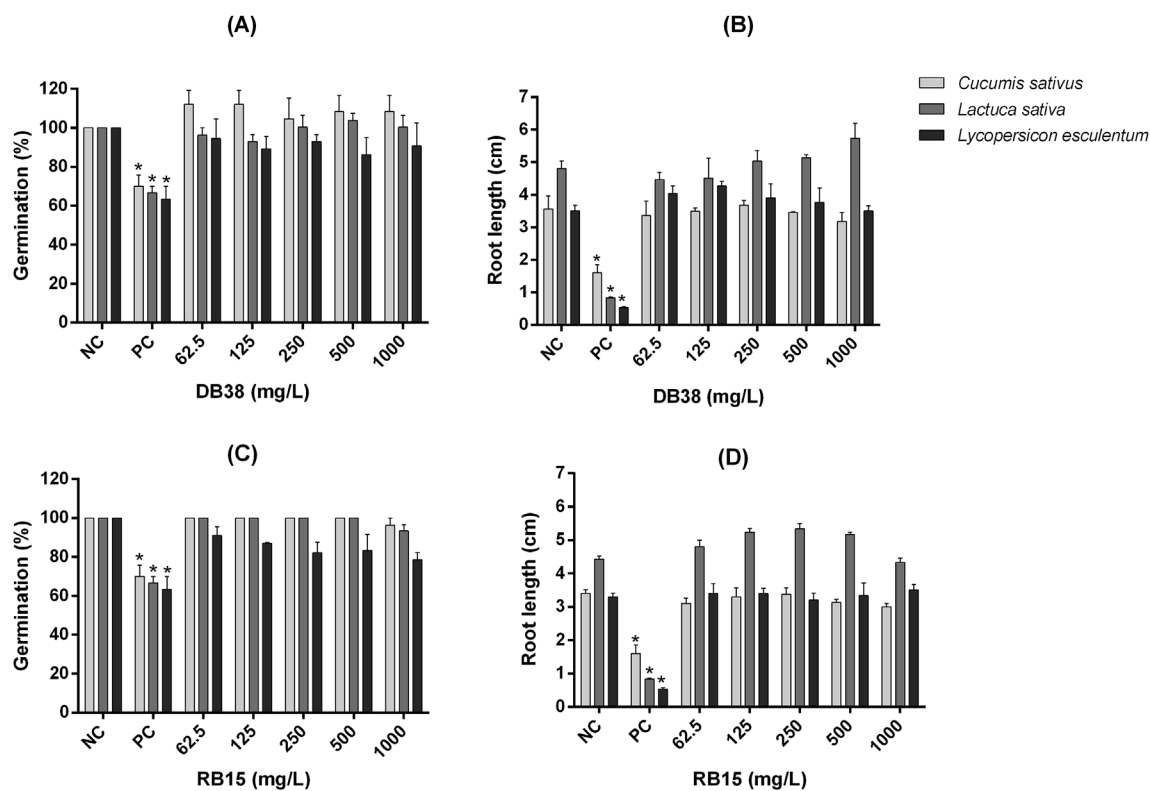 (A)
Germination (%)
120
100
80
60
40
20
0
* * *
NC PC 62.5 125 250 500 1000
DB38 (mg/L)
(B)
Root length (cm)
7
6
5
4
3
2
1
0
* * *
NC PC 62.5 125 250 500 1000
DB38 (mg/L)
Cucumis sativus
Lactuca sativa
Lycopersicon esculentum
(C)
Germination (%)
120
100
80
60
40
20
0
* * *
NC PC 62.5 125 250 500 1000
RB15 (mg/L)
(D)
Root length (cm)
7
6
5
4
3
2
1
0
* * *
NC PC 62.5 125 250 500 1000
RB15 (mg/L)